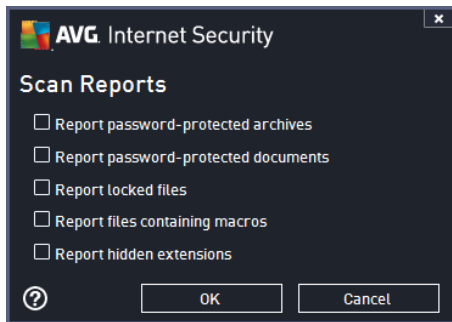 AVG. Internet Security
x
Scan Reports
Report password-protected archives
Report password-protected documents
Report locked files
Report files containing macros
Report hidden extensions
?
OK
Cancel